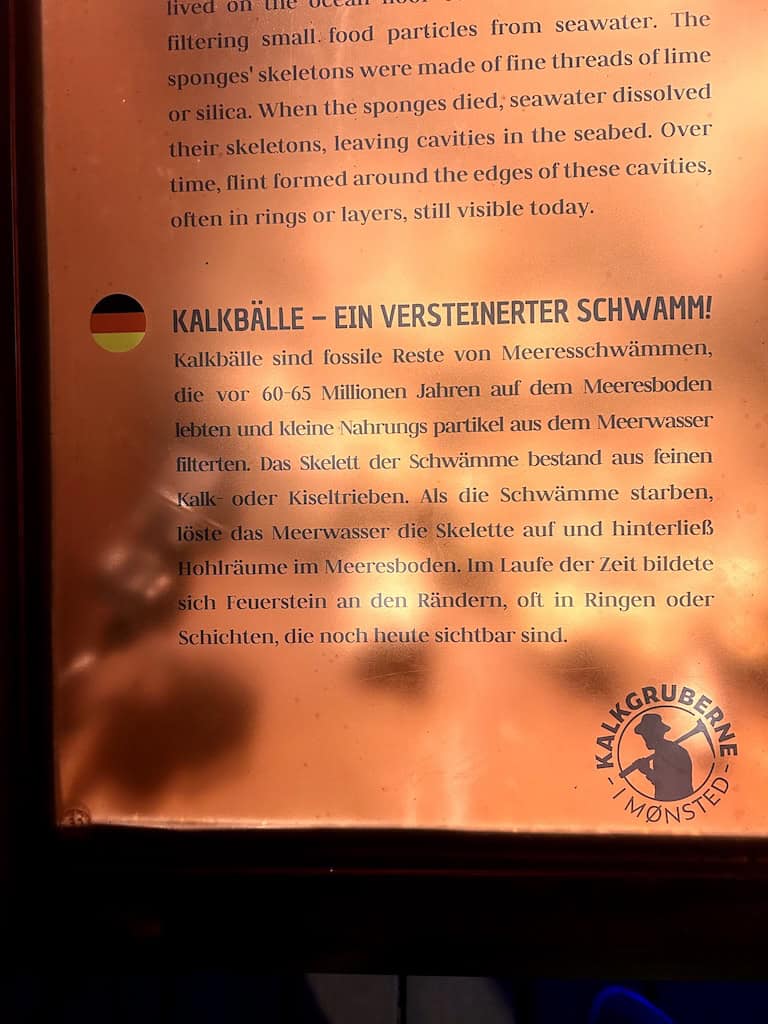 lived on the ocean
filtering small food particles from seawater. The
sponges' skeletons were made of fine threads of lime
or silica. When the sponges died, seawater dissolved
their skeletons, leaving cavities in the seabed. Over
time, flint formed around the edges of these cavities,
often in rings or layers, still visible today.
KALKBÄLLE – EIN VERSTEINERTER SCHWAMM!
Kalkbälle sind fossile Reste von Meeresschwämmen,
die vor 60-65 Millionen Jahren auf dem Meeresboden
lebten und kleine Nahrungs partikel aus dem Meerwasser
filterten. Das Skelett der Schwämme bestand aus feinen
Kalk- oder Kiseltrieben. Als die Schwämme starben,
löste das Meerwasser die Skelette auf und hinterließ
Hohlräume im Meeresboden. Im Laufe der Zeit bildete
sich Feuerstein an den Rändern, oft in Ringen oder
Schichten, die noch heute sichtbar sind.
KALKGRUBERNE
- I MØNSTED -